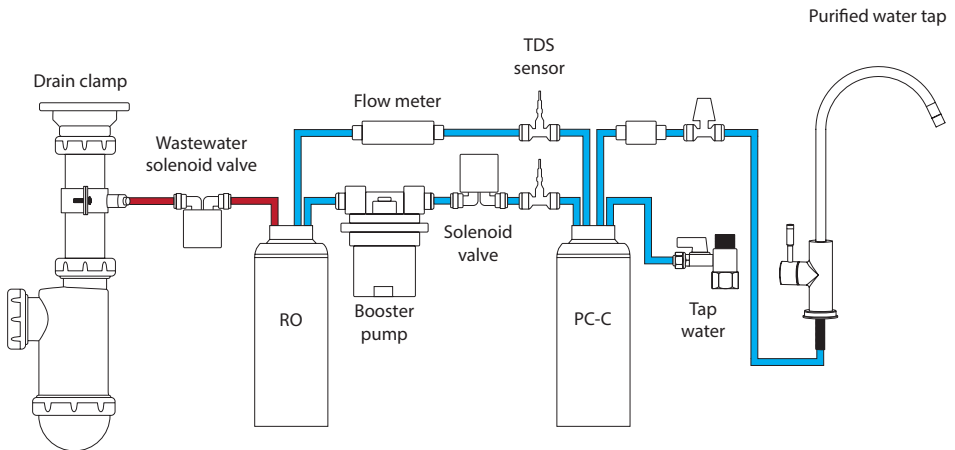 Purified water tap
TDS
sensor
Drain clamp
Flow meter
Wastewater
solenoid valve
Solenoid
valve
RO
Booster
pump
PC-C
Tap
water